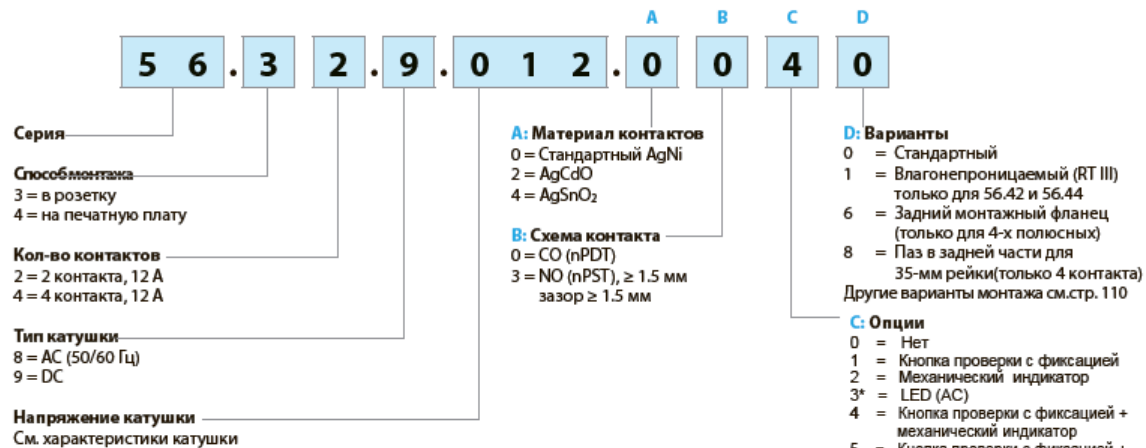 A B C D
5 6 . 3 2 . 9 . 0 1 2 . 0 0 4 0
Серия
Способ монтажа
3 = в розетку
4 = на печатную плату
Кол-во контактов
2 = 2 контакта, 12 А
4 = 4 контакта, 12 А
Тип катушки
8 = AC (50/60 Гц)
9 = DC
Напряжение катушки
См. характеристики катушки
A: Материал контактов
0 = Стандартный AgNi
2 = AgCdO
4 = AgSnO₂
B: Схема контакта
0 = CO (nPDT)
3 = NO (nPST), ≥ 1.5 мм
зазор ≥ 1.5 мм
D: Варианты
0 = Стандартный
1 = Влагонепроницаемый (RT III)
только для 56.42 и 56.44
6 = Задний монтажный фланец
(только для 4-х полюсных)
8 = Паз в задней части для
35-мм рейки(только 4 контакта)
Другие варианты монтажа см.стр. 110
C: Опции
0 = Нет
1 = Кнопка проверки с фиксацией
2 = Механический индикатор
3* = LED (AC)
4 = Кнопка проверки с фиксацией +
механический индикатор
5 = Кнопка проверки с фиксацией +